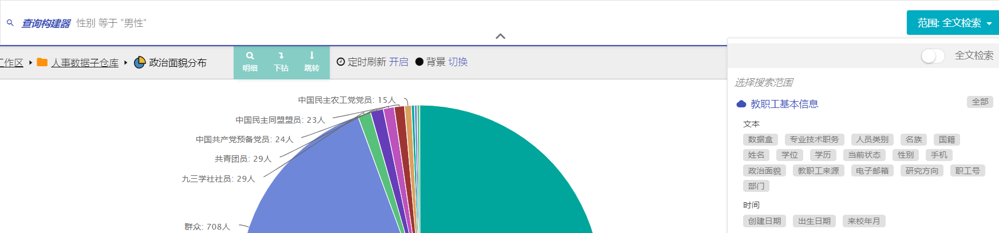 查询构建器 性别 等于 "男性"
范围: 全文检索
工作区 人事数据子仓库 政治面貌分布
明细 下钻 跳转
定时刷新 开启 背景 切换
全文检索
选择搜索范围
教职工基本信息 全部
文本
数据盒 专业技术职务 人员类别 名族 国籍
姓名 学位 学历 当前状态 性别 手机
政治面貌 教职工来源 电子邮箱 研究方向 职工号
部门
时间
创建日期 出生日期 来校年月
中国民主农工党党员: 15人
中国民主同盟盟员: 23人
中国共产党预备党员: 24人
共青团员: 29人
九三学社社员: 29人
群众: 708人